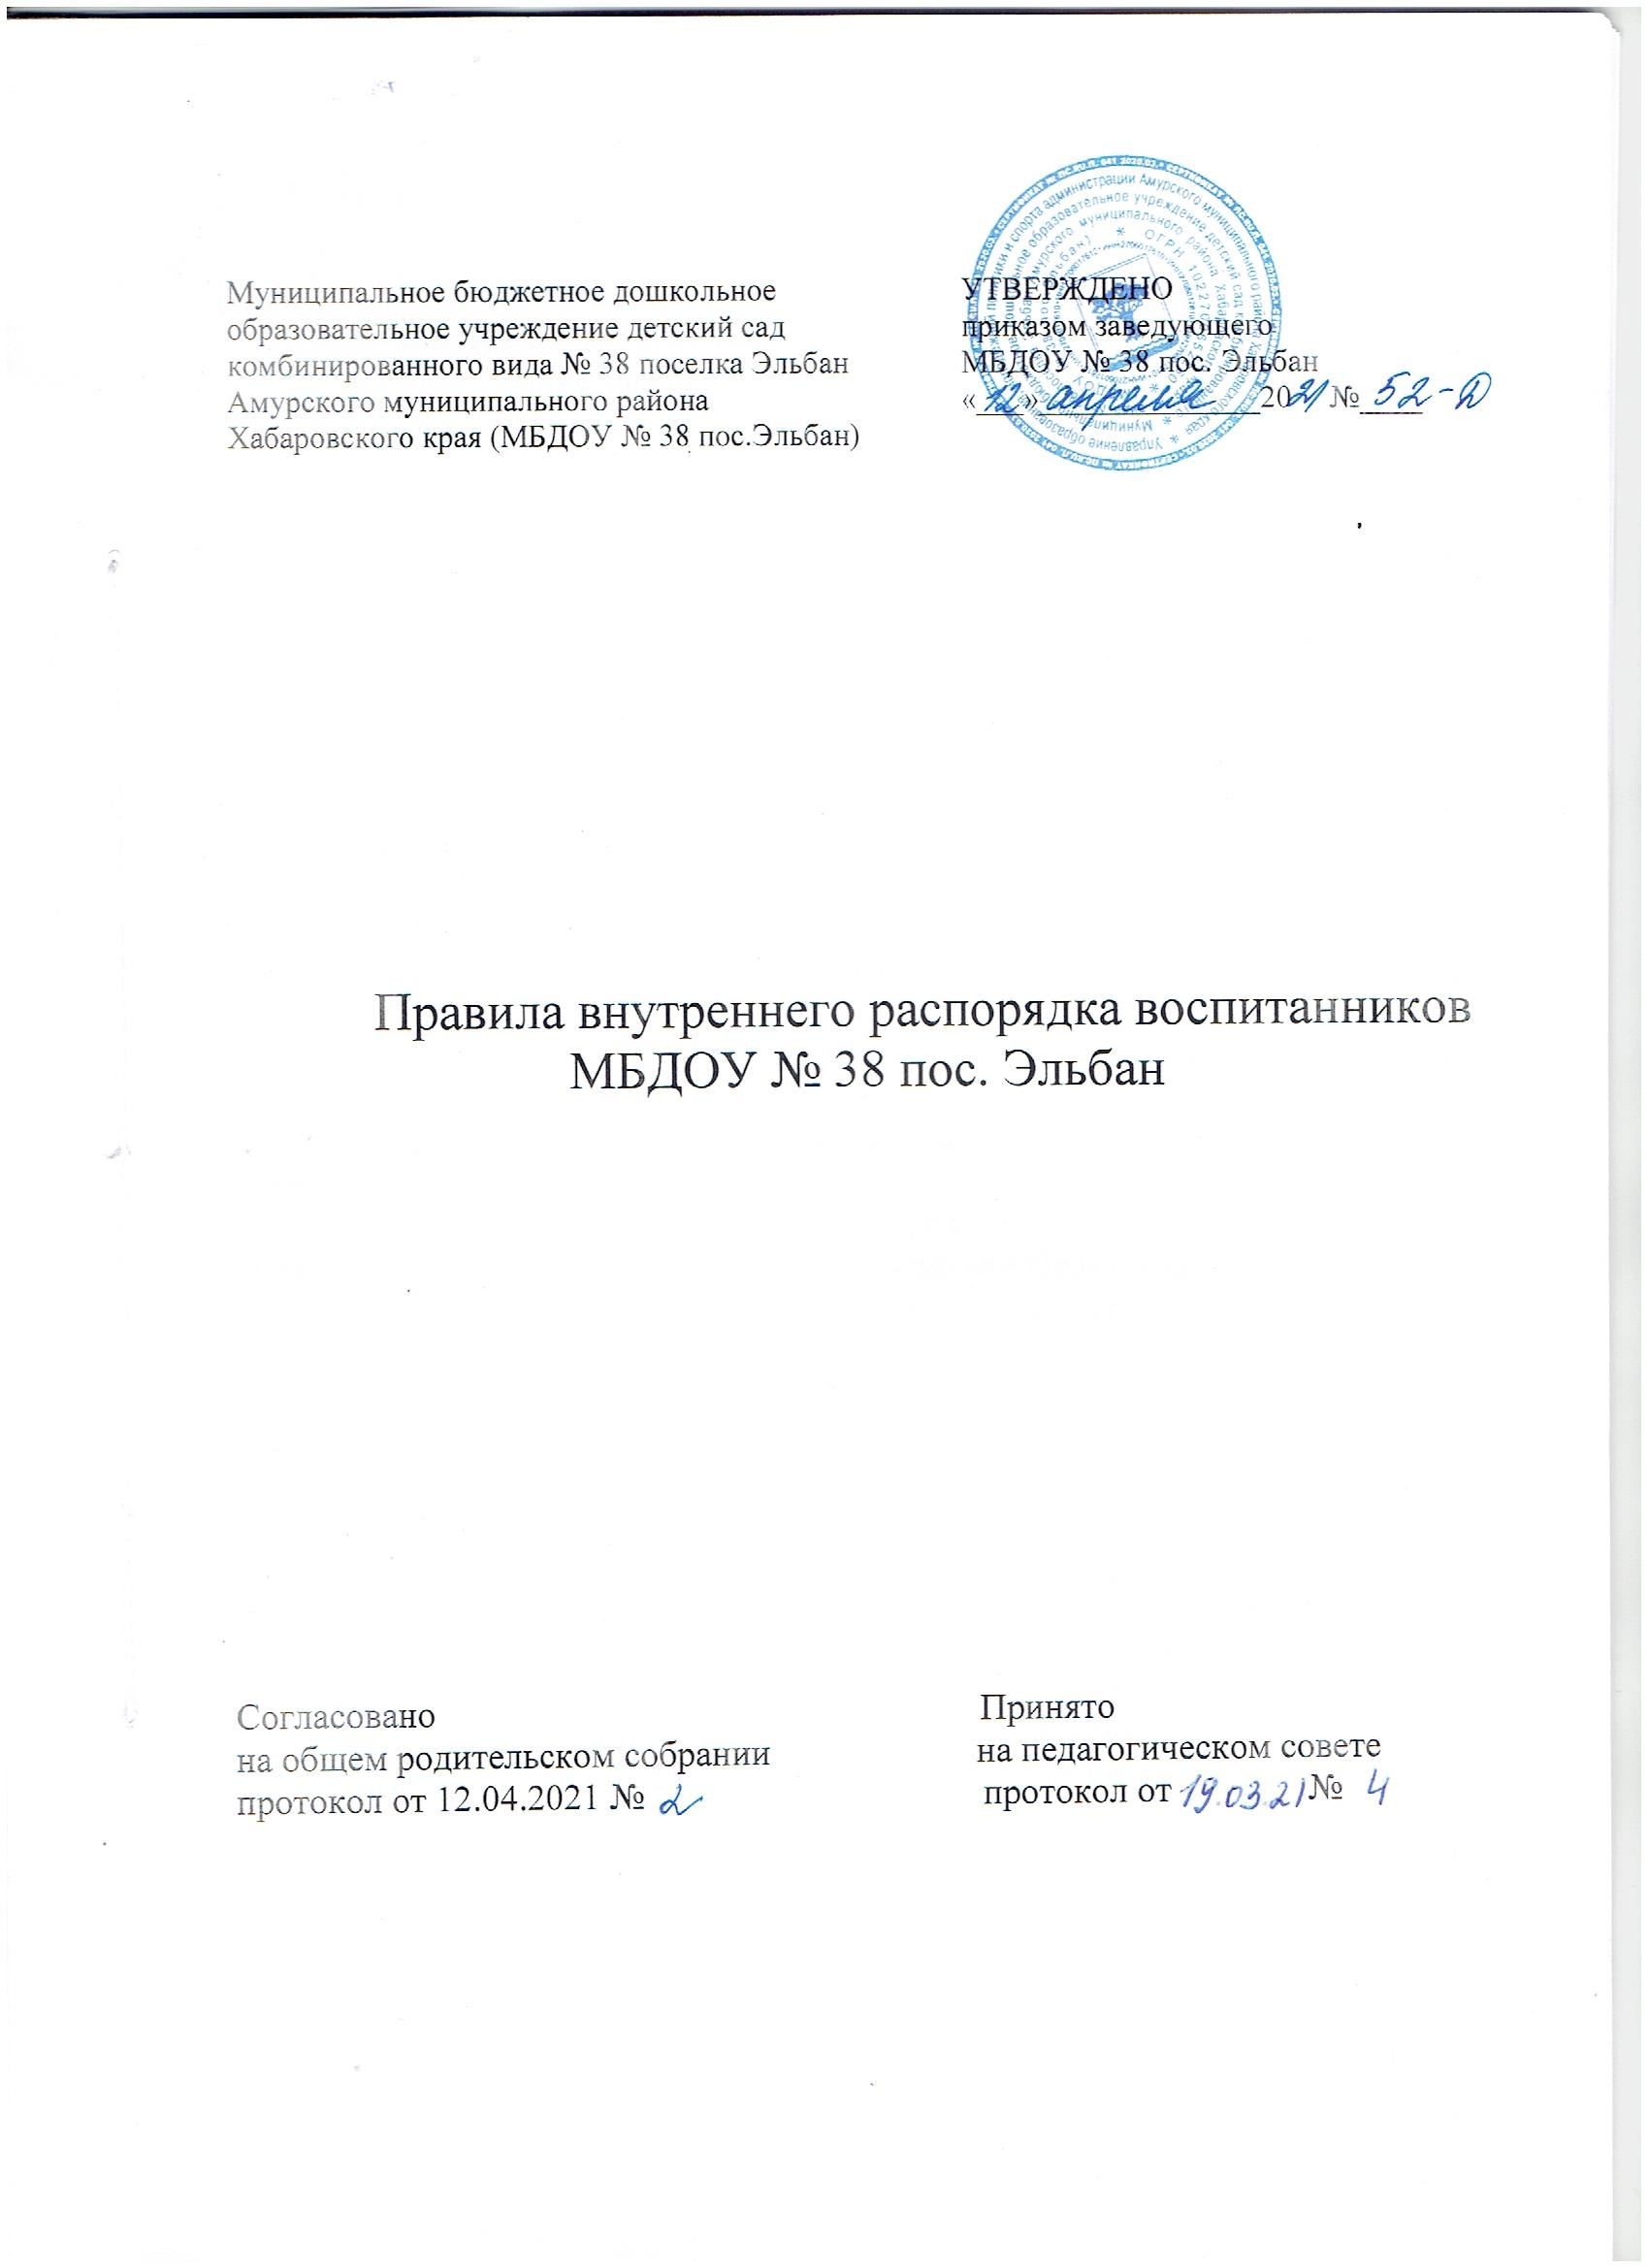 Муниципальное бюджетное дошкольное
образовательное учреждение детский сад
комбинированного вида № 38 поселка Эльбан
Амурского муниципального района
Хабаровского края (МБДОУ № 38 пос.Эльбан)
УТВЕРЖДЕНО
приказом заведующего
МБДОУ № 38 пос. Эльбан
«12» апреля 2021 № 52-Д
Правила внутреннего распорядка воспитанников
МБДОУ № 38 пос. Эльбан
Согласовано
на общем родительском собрании
протокол от 12.04.2021 № 2
Принято
на педагогическом совете
протокол от 19.03.21 № 4